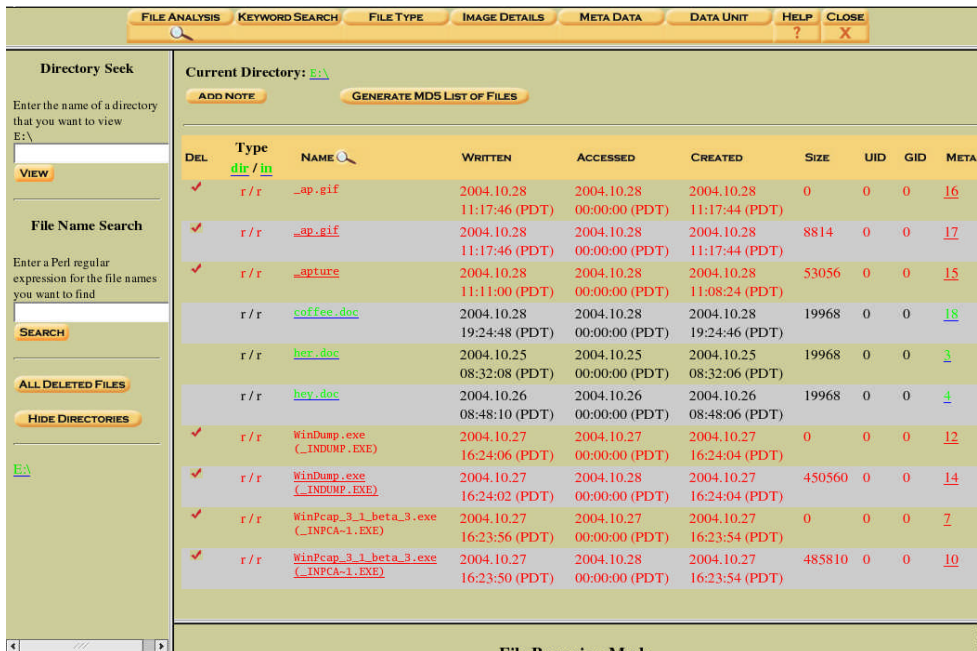 FILE ANALYSIS KEYWORD SEARCH FILE TYPE IMAGE DETAILS META DATA DATA UNIT HELP CLOSE
? X
Directory Seek
Enter the name of a directory
that you want to view
E:\
VIEW
File Name Search
Enter a Perl regular
expression for the file names
you want to find
SEARCH
ALL DELETED FILES
HIDE DIRECTORIES
E:\
Current Directory: E:\
ADD NOTE GENERATE MD5 LIST OF FILES
DEL Type NAME WRITTEN ACCESSED CREATED SIZE UID GID META
dir / in
r / r _ap.gif 2004.10.28 2004.10.28 2004.10.28 0 0 0 16
11:17:46 (PDT) 00:00:00 (PDT) 11:17:44 (PDT)
r / r _ap.gif 2004.10.28 2004.10.28 2004.10.28 8814 0 0 17
11:17:46 (PDT) 00:00:00 (PDT) 11:17:44 (PDT)
r / r _apture 2004.10.28 2004.10.28 2004.10.28 53056 0 0 15
11:11:00 (PDT) 00:00:00 (PDT) 11:08:24 (PDT)
r / r coffee.doc 2004.10.28 2004.10.28 2004.10.28 19968 0 0 18
19:24:48 (PDT) 00:00:00 (PDT) 19:24:46 (PDT)
r / r her.doc 2004.10.25 2004.10.25 2004.10.25 19968 0 0 3
08:32:08 (PDT) 00:00:00 (PDT) 08:32:06 (PDT)
r / r hey.doc 2004.10.26 2004.10.26 2004.10.26 19968 0 0 4
08:48:10 (PDT) 00:00:00 (PDT) 08:48:06 (PDT)
r / r WinDump.exe 2004.10.27 2004.10.27 2004.10.27 0 0 0 12
(_INDUMP.EXE) 16:24:06 (PDT) 00:00:00 (PDT) 16:24:04 (PDT)
r / r WinDump.exe 2004.10.27 2004.10.28 2004.10.27 450560 0 0 14
(_INDUMP.EXE) 16:24:02 (PDT) 00:00:00 (PDT) 16:24:04 (PDT)
r / r WinPcap_3_1_beta_3.exe 2004.10.27 2004.10.27 2004.10.27 0 0 0 7
(_INPCA~1.EXE) 16:23:56 (PDT) 00:00:00 (PDT) 16:23:54 (PDT)
r / r WinPcap_3_1_beta_3.exe 2004.10.27 2004.10.28 2004.10.27 485810 0 0 10
(_INPCA~1.EXE) 16:23:50 (PDT) 00:00:00 (PDT) 16:23:54 (PDT)